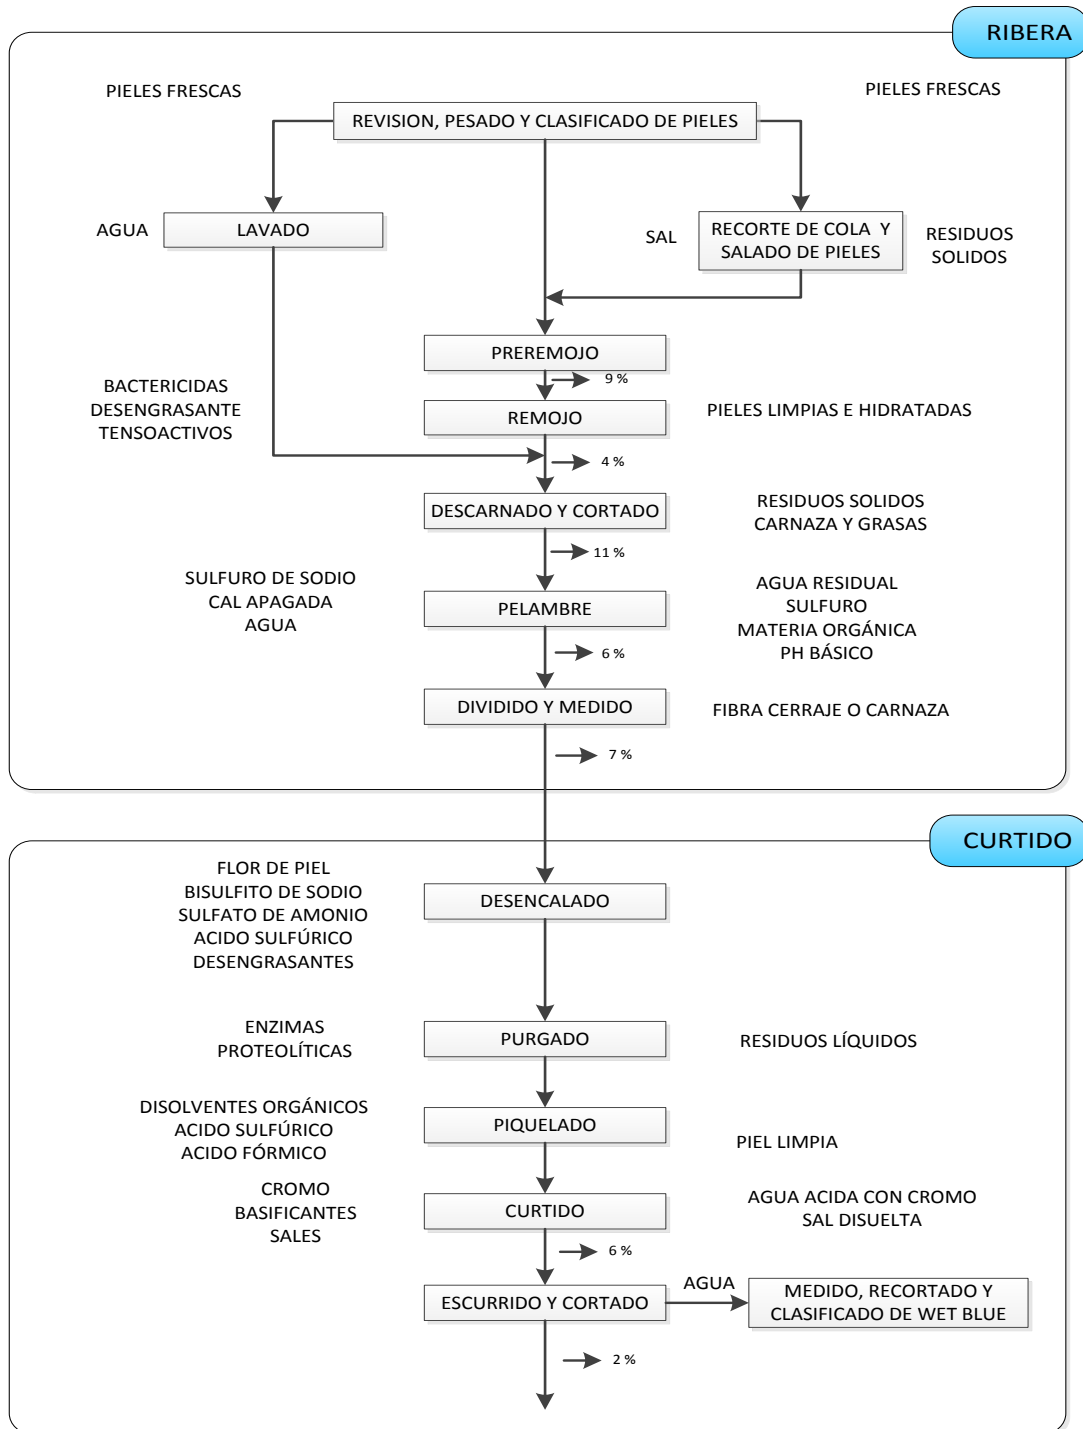 RIBERA
PIELES FRESCAS
PIELES FRESCAS
REVISION, PESADO Y CLASIFICADO DE PIELES
AGUA
LAVADO
SAL
RECORTE DE COLA Y
SALADO DE PIELES
RESIDUOS
SOLIDOS
PREREMOJO
9 %
BACTERICIDAS
DESENGRASANTE
TENSOACTIVOS
REMOJO
PIELES LIMPIAS E HIDRATADAS
4 %
DESCARNADO Y CORTADO
RESIDUOS SOLIDOS
CARNAZA Y GRASAS
11 %
SULFURO DE SODIO
CAL APAGADA
AGUA
PELAMBRE
AGUA RESIDUAL
SULFURO
MATERIA ORGÁNICA
PH BÁSICO
6 %
DIVIDIDO Y MEDIDO
FIBRA CERRAJE O CARNAZA
7 %
CURTIDO
FLOR DE PIEL
BISULFITO DE SODIO
SULFATO DE AMONIO
ACIDO SULFÚRICO
DESENGRASANTES
DESENCALADO
ENZIMAS
PROTEOLÍTICAS
PURGADO
RESIDUOS LÍQUIDOS
DISOLVENTES ORGÁNICOS
ACIDO SULFÚRICO
ACIDO FÓRMICO
PIQUELADO
PIEL LIMPIA
CROMO
BASIFICANTES
SALES
CURTIDO
AGUA ACIDA CON CROMO
SAL DISUELTA
6 %
ESCURRIDO Y CORTADO
AGUA
MEDIDO, RECORTADO Y
CLASIFICADO DE WET BLUE
2 %